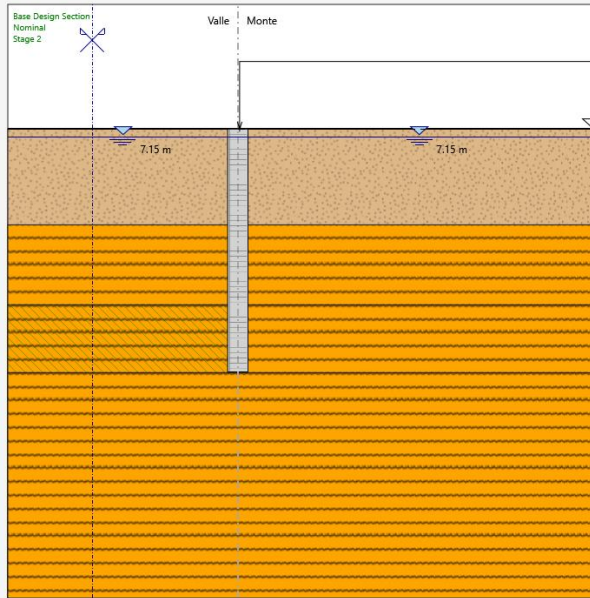 Base Design Section
Nominal
Stage 2
Valle Monte
7.15 m
7.15 m